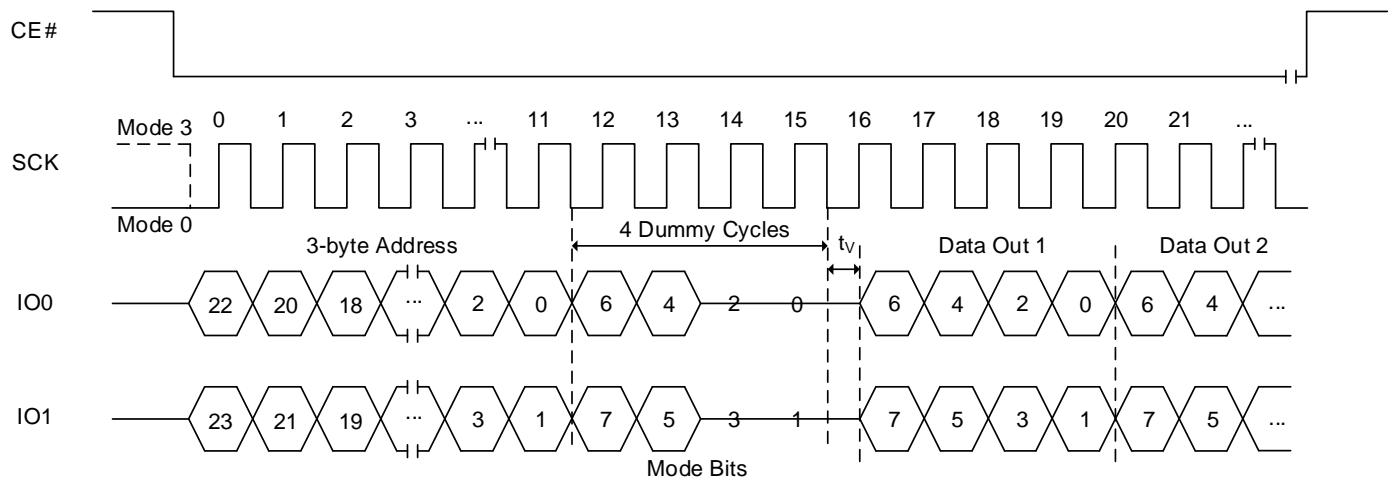 CE#
Mode 3 0 1 2 3 ... 11 12 13 14 15 16 17 18 19 20 21 ...
SCK
Mode 0
3-byte Address 4 Dummy Cycles tV Data Out 1 Data Out 2
IO0 22 20 18 ... 2 0 6 4 2 0 6 4 2 0 6 4 ...
IO1 23 21 19 ... 3 1 7 5 3 1 7 5 3 1 7 5 ...
Mode Bits